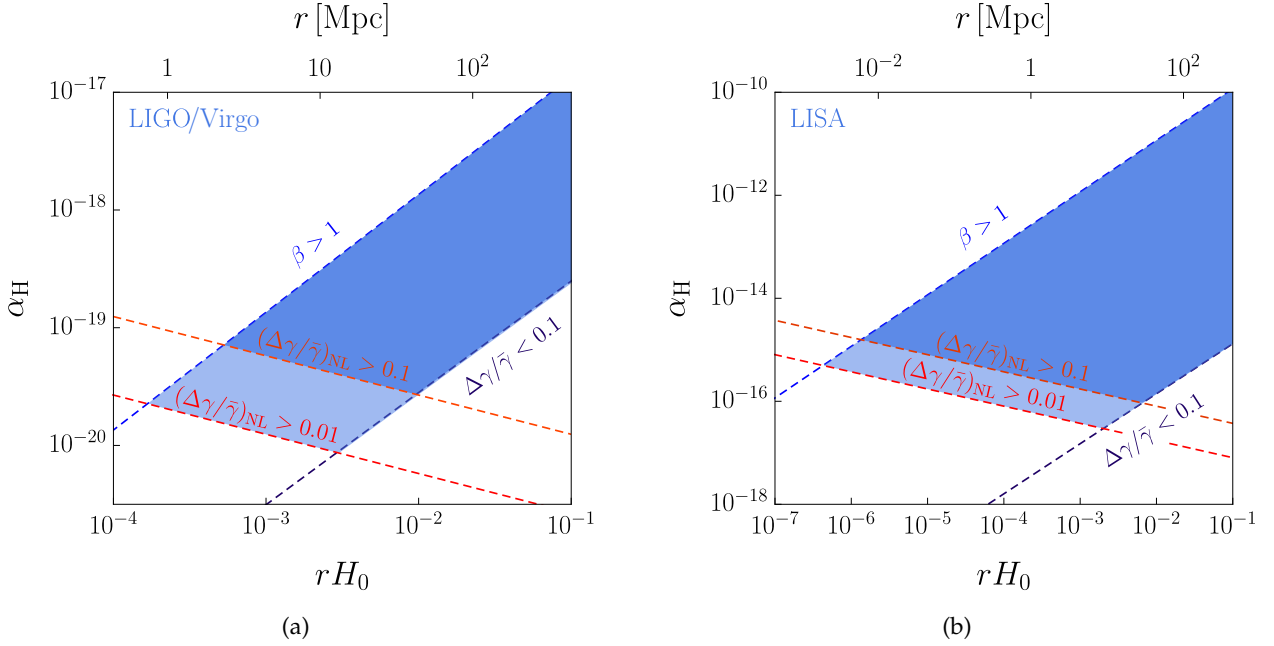 r [Mpc]
1 10 10²
10⁻¹⁷
10⁻¹⁸
10⁻¹⁹
10⁻²⁰
α_H
LIGO/Virgo
β > 1
(Δγ/γ̄)_NL > 0.1
(Δγ/γ̄)_NL > 0.01
Δγ/γ̄ < 0.1
10⁻⁴ 10⁻³ 10⁻² 10⁻¹
r H₀
(a)
r [Mpc]
10⁻² 1 10²
10⁻¹⁰
10⁻¹²
10⁻¹⁴
10⁻¹⁶
10⁻¹⁸
α_H
LISA
β > 1
(Δγ/γ̄)_NL > 0.1
(Δγ/γ̄)_NL > 0.01
Δγ/γ̄ < 0.1
10⁻⁷ 10⁻⁶ 10⁻⁵ 10⁻⁴ 10⁻³ 10⁻² 10⁻¹
r H₀
(b)